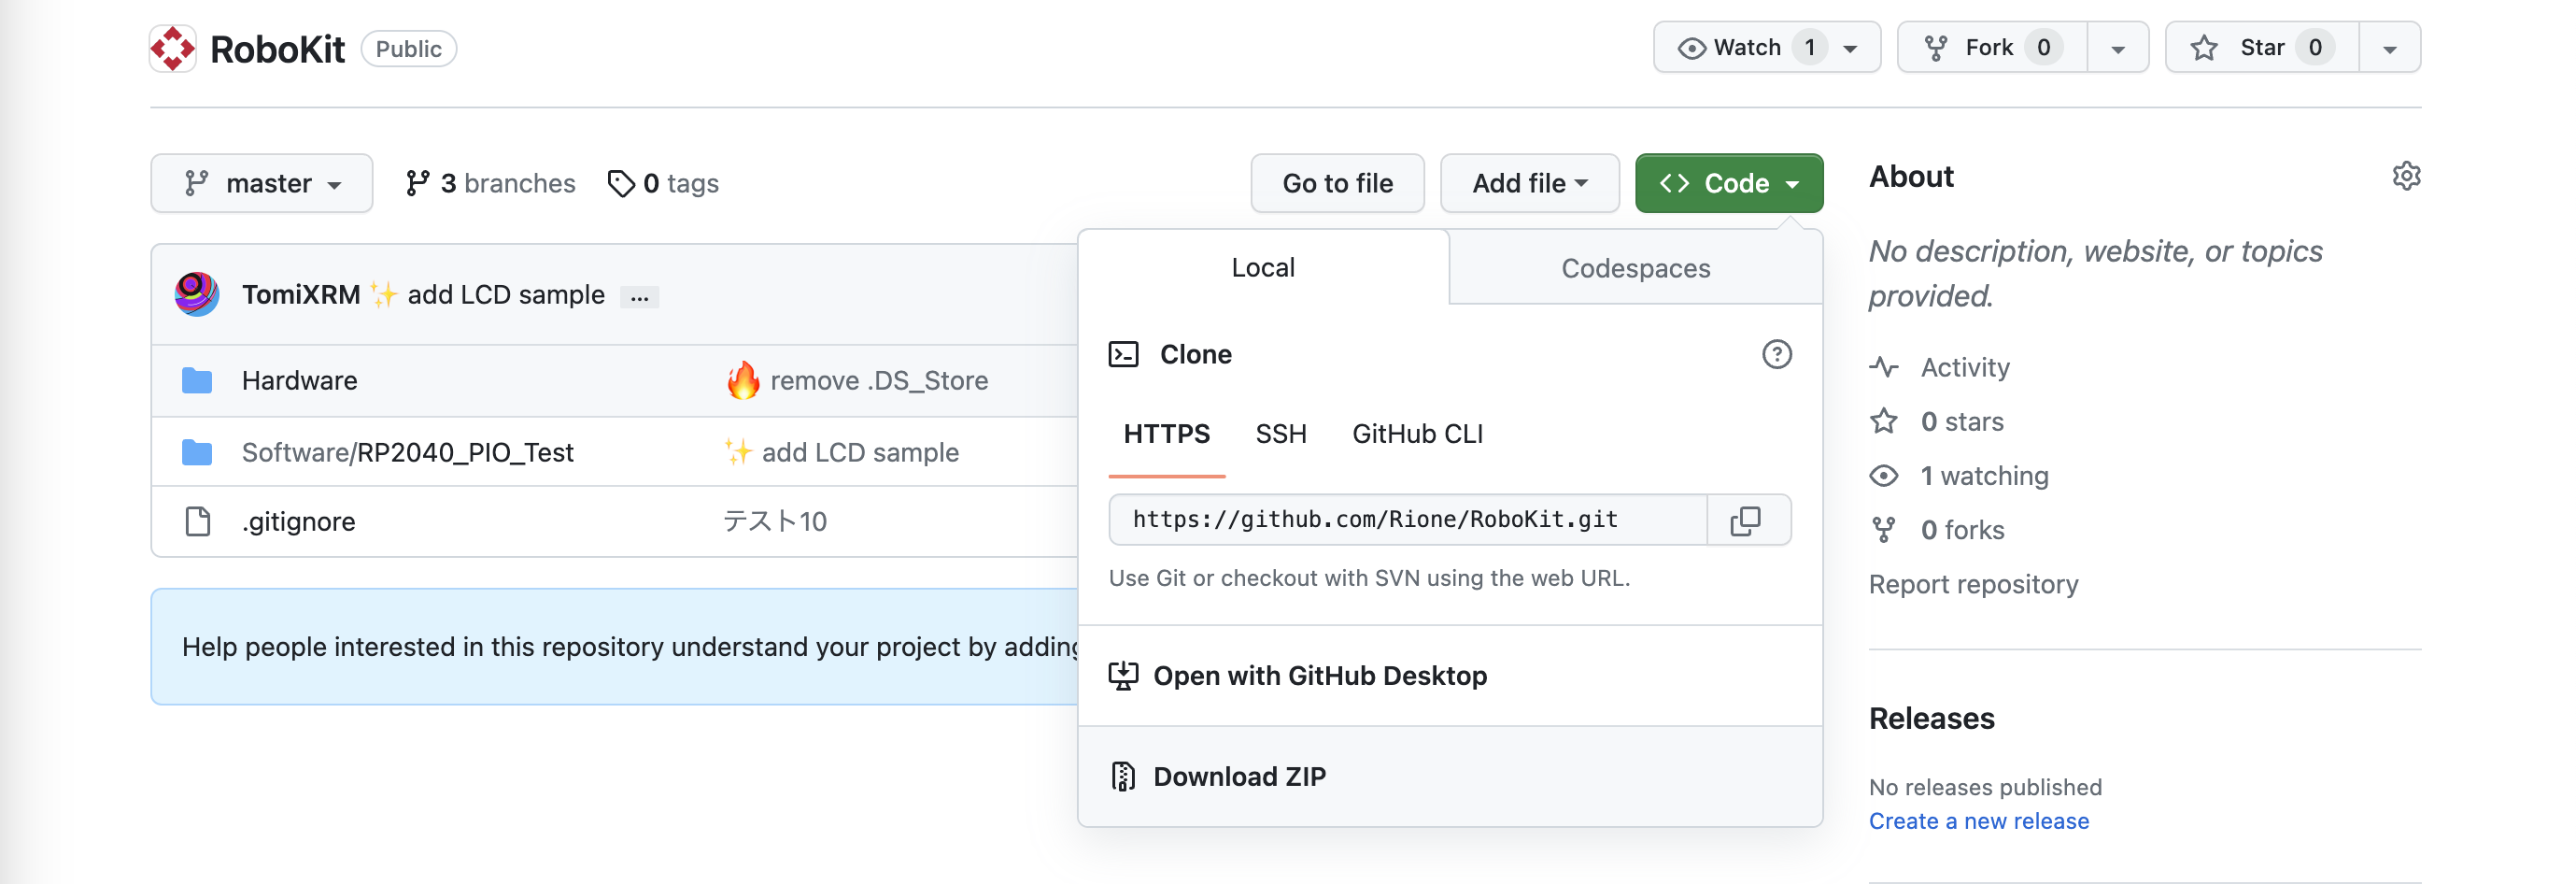 RoboKit Public
Watch 1
Fork 0
Star 0
master
3 branches
0 tags
Go to file
Add file
<> Code
TomiXRM ✨ add LCD sample ...
Hardware
🔥 remove .DS_Store
Software/RP2040_PIO_Test
✨ add LCD sample
.gitignore
テスト10
Help people interested in this repository understand your project by adding
Local
Codespaces
Clone
HTTPS
SSH
GitHub CLI
https://github.com/Rione/RoboKit.git
Use Git or checkout with SVN using the web URL.
Open with GitHub Desktop
Download ZIP
About
No description, website, or topics
provided.
Activity
0 stars
1 watching
0 forks
Report repository
Releases
No releases published
Create a new release